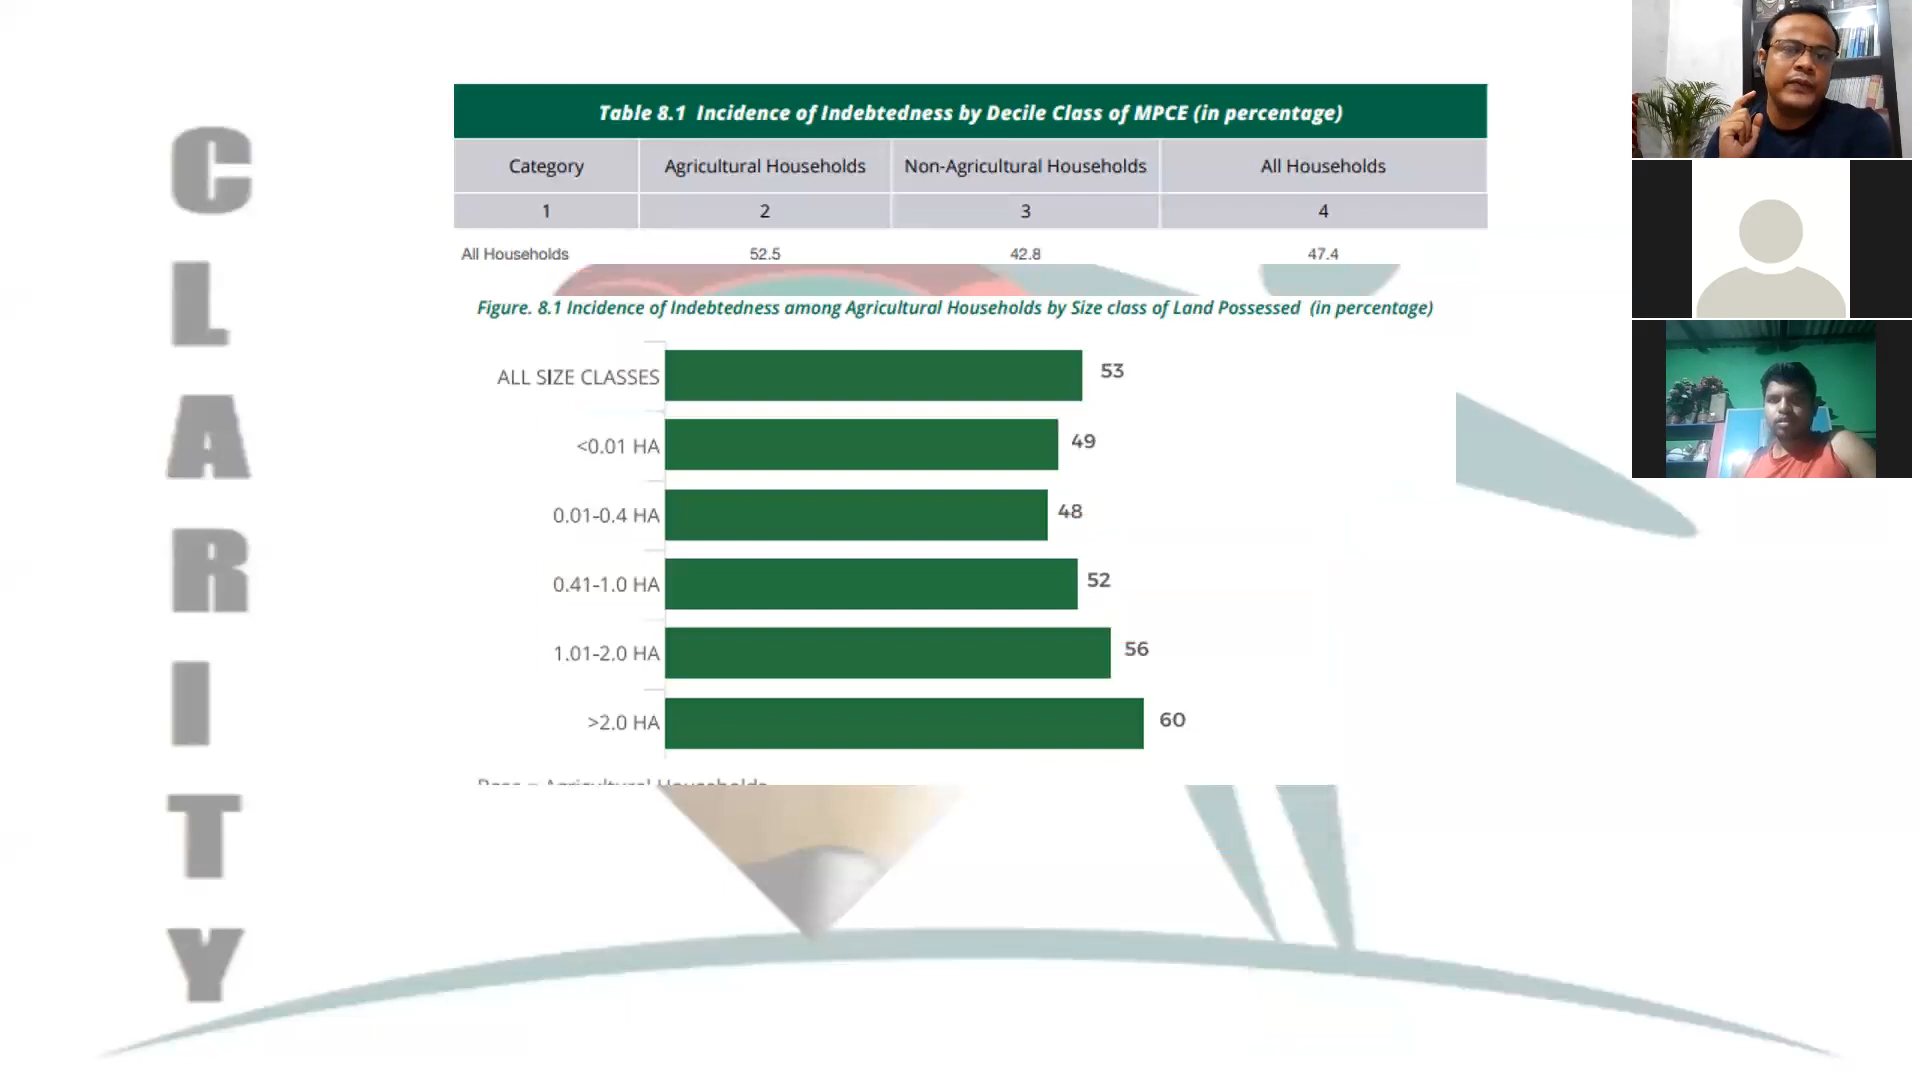 CLARITY
Table 8.1 Incidence of Indebtedness by Decile Class of MPCE (in percentage)
Category Agricultural Households Non-Agricultural Households All Households
1 2 3 4
All Households 52.5 42.8 47.4
Figure. 8.1 Incidence of Indebtedness among Agricultural Households by Size class of Land Possessed (in percentage)
ALL SIZE CLASSES 53
<0.01 HA 49
0.01-0.4 HA 48
0.41-1.0 HA 52
1.01-2.0 HA 56
>2.0 HA 60